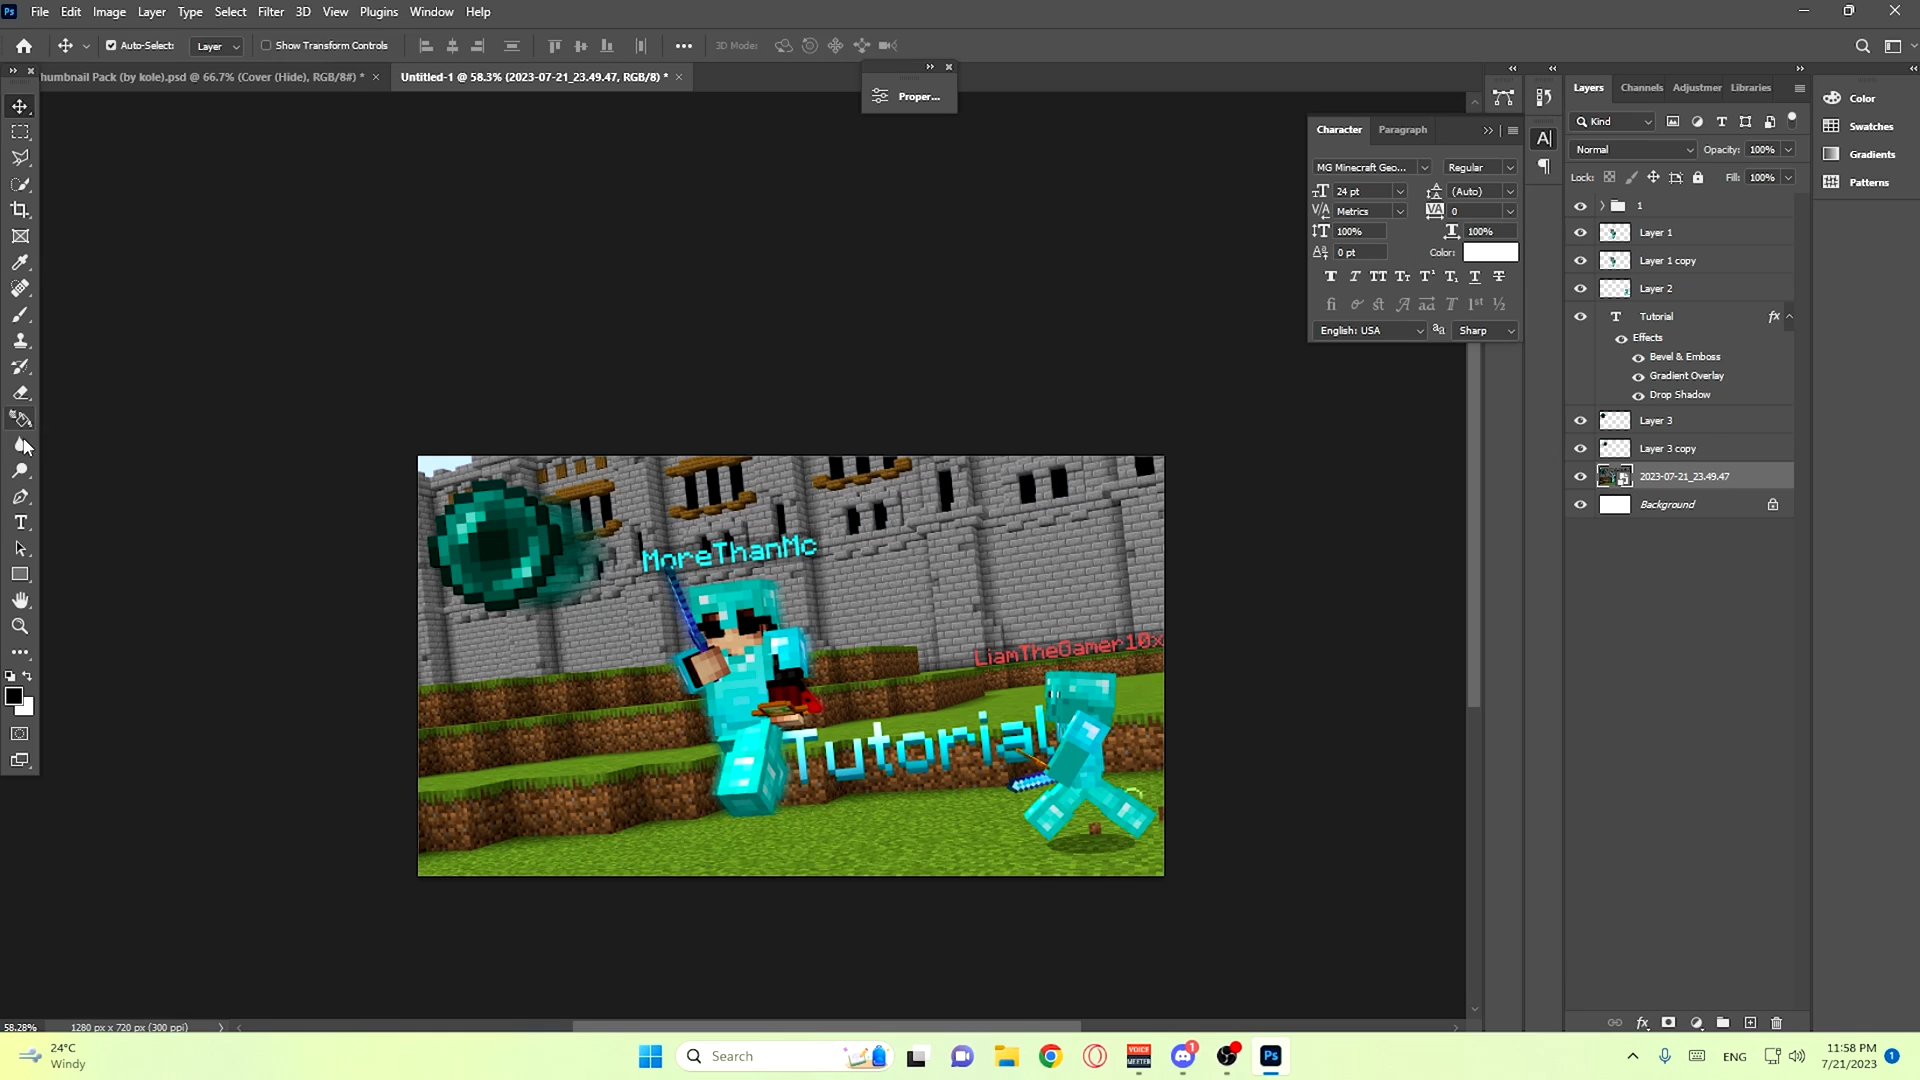 File Edit Image Layer Type Select Filter 3D View Plugins Window Help
Auto-Select: Layer Show Transform Controls 3D Mode:
humbnail Pack (by kole).psd @ 66.7% (Cover (Hide), RGB/8#) * Untitled-1 @ 58.3% (2023-07-21_23.49.47, RGB/8) *
Proper...
Character Paragraph
MG Minecraft Geo... Regular
24 pt (Auto)
Metrics 0
100% 100%
0 pt Color:
English: USA Sharp
Layers Channels Adjustmer Libraries
Kind
Normal Opacity: 100%
Lock: Fill: 100%
1
Layer 1
Layer 1 copy
Layer 2
Tutorial fx
Effects
Bevel & Emboss
Gradient Overlay
Drop Shadow
Layer 3
Layer 3 copy
2023-07-21_23.49.47
Background
Color
Swatches
Gradients
Patterns
MoreThanMc
LiamTheGamer10x
Tutorial
58.28% 1280 px x 720 px (300 ppi)
24°C
Windy
Search
VOICE
MEETER
1
Ps
ENG
11:58 PM
7/21/2023
1